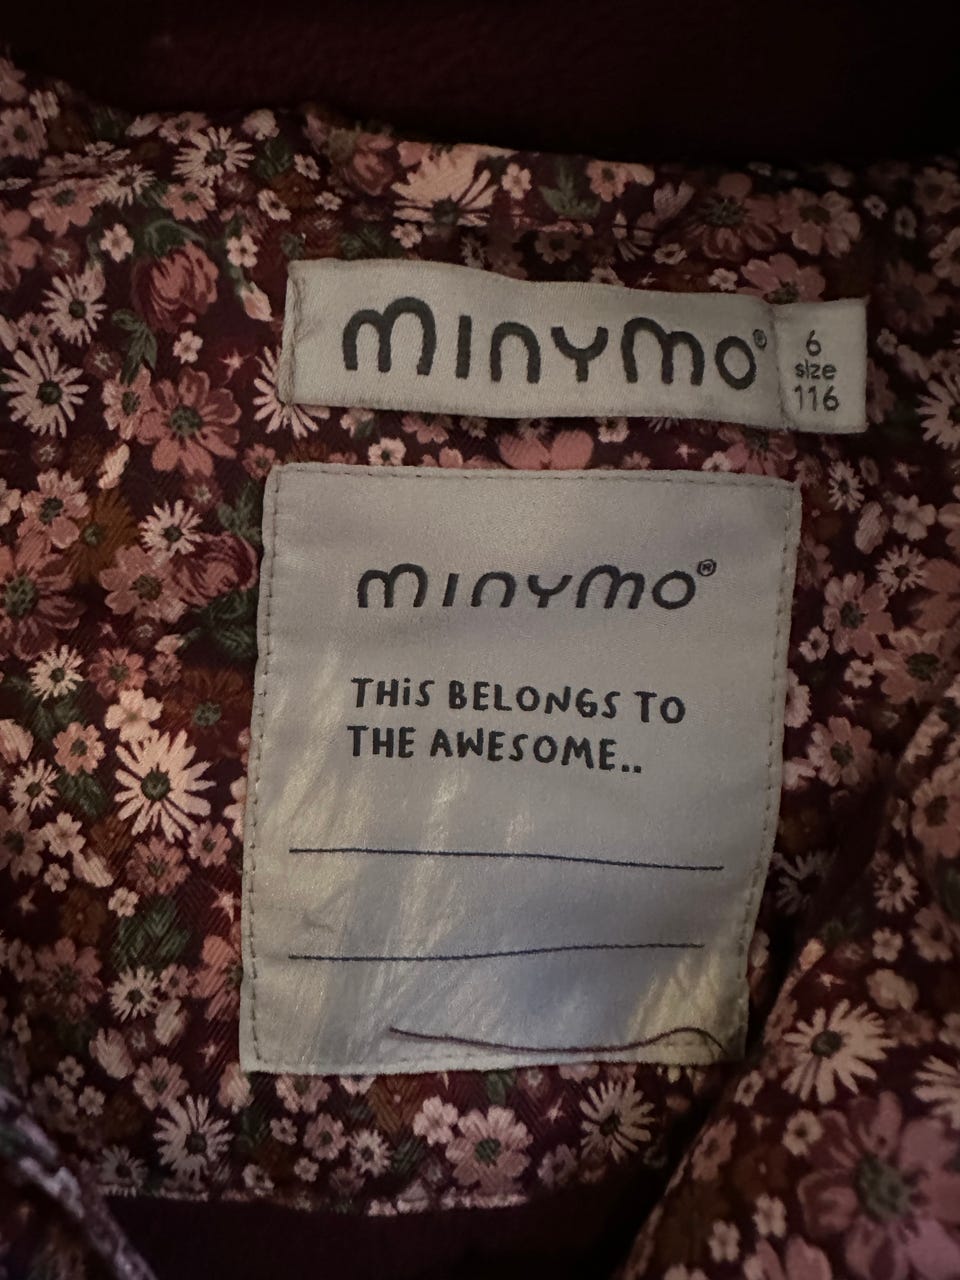 minymo®
6
size
116
minymo®
THiS BELONGS TO
THE AWESOME..